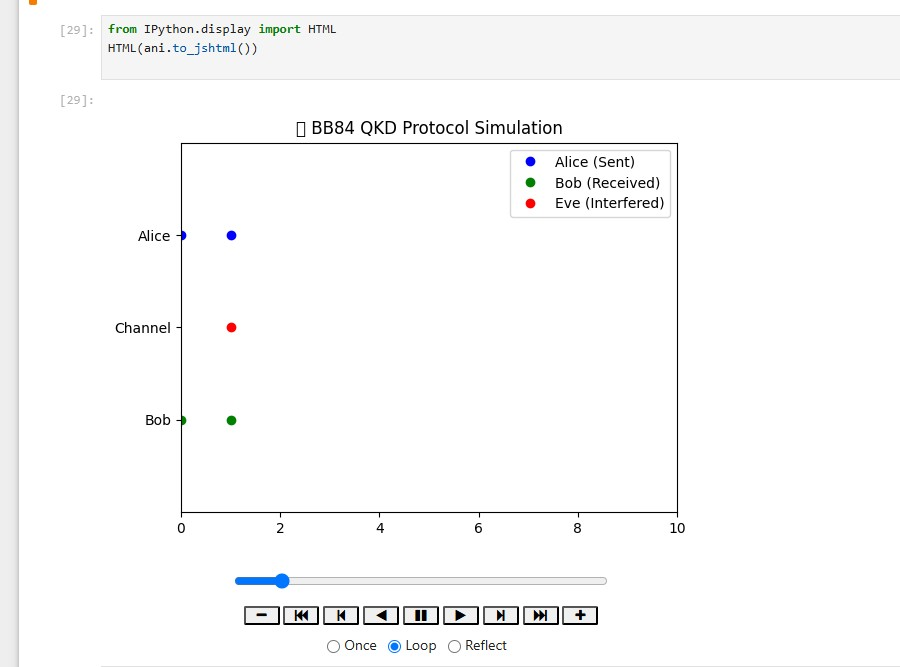 [29]:
from IPython.display import HTML
HTML(ani.to_jshtml())
[29]:
BB84 QKD Protocol Simulation
Alice (Sent)
Bob (Received)
Eve (Interfered)
Alice
Channel
Bob
0 2 4 6 8 10
Once Loop Reflect